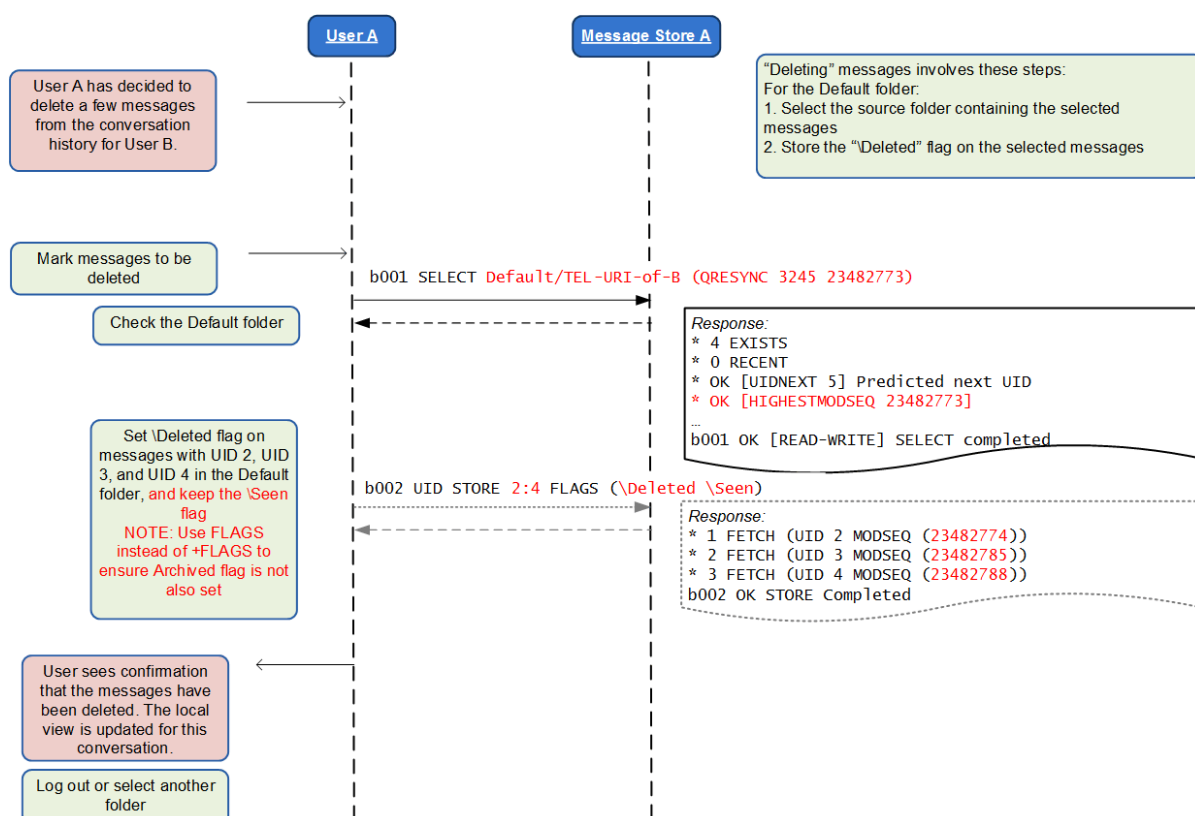 User A
Message Store A
User A has decided to
delete a few messages
from the conversation
history for User B.
“Deleting” messages involves these steps:
For the Default folder:
1. Select the source folder containing the selected
messages
2. Store the “\Deleted” flag on the selected messages
Mark messages to be
deleted
b001 SELECT Default/TEL-URI-of-B (QRESYNC 3245 23482773)
Check the Default folder
Response:
* 4 EXISTS
* 0 RECENT
* OK [UIDNEXT 5] Predicted next UID
* OK [HIGHESTMODSEQ 23482773]
…
b001 OK [READ-WRITE] SELECT completed
Set \Deleted flag on
messages with UID 2, UID
3, and UID 4 in the Default
folder, and keep the \Seen
flag
NOTE: Use FLAGS
instead of +FLAGS to
ensure Archived flag is not
also set
b002 UID STORE 2:4 FLAGS (\Deleted \Seen)
Response:
* 1 FETCH (UID 2 MODSEQ (23482774))
* 2 FETCH (UID 3 MODSEQ (23482785))
* 3 FETCH (UID 4 MODSEQ (23482788))
b002 OK STORE Completed
User sees confirmation
that the messages have
been deleted. The local
view is updated for this
conversation.
Log out or select another
folder